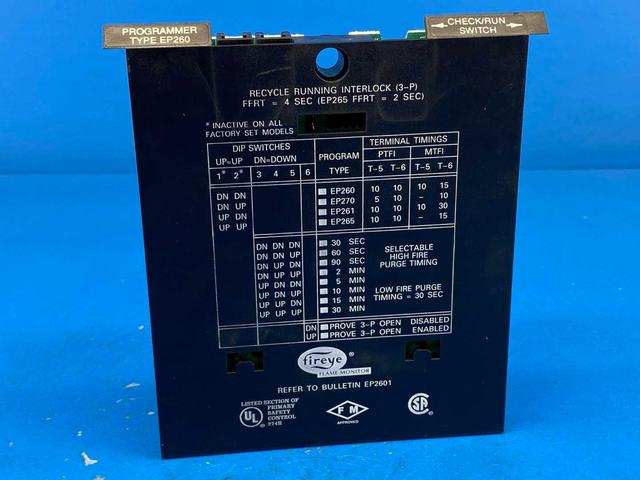 PROGRAMMER
TYPE EP260
CHECK/RUN
SWITCH
RECYCLE RUNNING INTERLOCK (3-P)
FFRT = 4 SEC (EP265 FFRT = 2 SEC)
*INACTIVE ON ALL
FACTORY SET MODELS
DIP SWITCHES
UP=UP DN=DOWN
1* 2* 3 4 5 6
PROGRAM
TYPE
TERMINAL TIMINGS
PTFI MTFI
T-5 T-6 T-5 T-6
DN DN EP260 10 10 10 15
DN UP EP270 5 10 - 10
UP DN EP261 10 10 10 30
UP UP EP265 10 10 - 15
DN DN DN 30 SEC
DN DN UP 60 SEC
DN UP DN 90 SEC
DN UP UP 2 MIN
UP DN DN 5 MIN
UP DN UP 10 MIN
UP UP DN 15 MIN
UP UP UP 30 MIN
SELECTABLE
HIGH FIRE
PURGE TIMING
LOW FIRE PURGE
TIMING = 30 SEC
DN PROVE 3-P OPEN DISABLED
UP PROVE 3-P OPEN ENABLED
fireye®
FLAME-MONITOR
REFER TO BULLETIN EP2601
UL
LISTED SECTION OF
PRIMARY
SAFETY
CONTROL
®
FM
APPROVED
SA